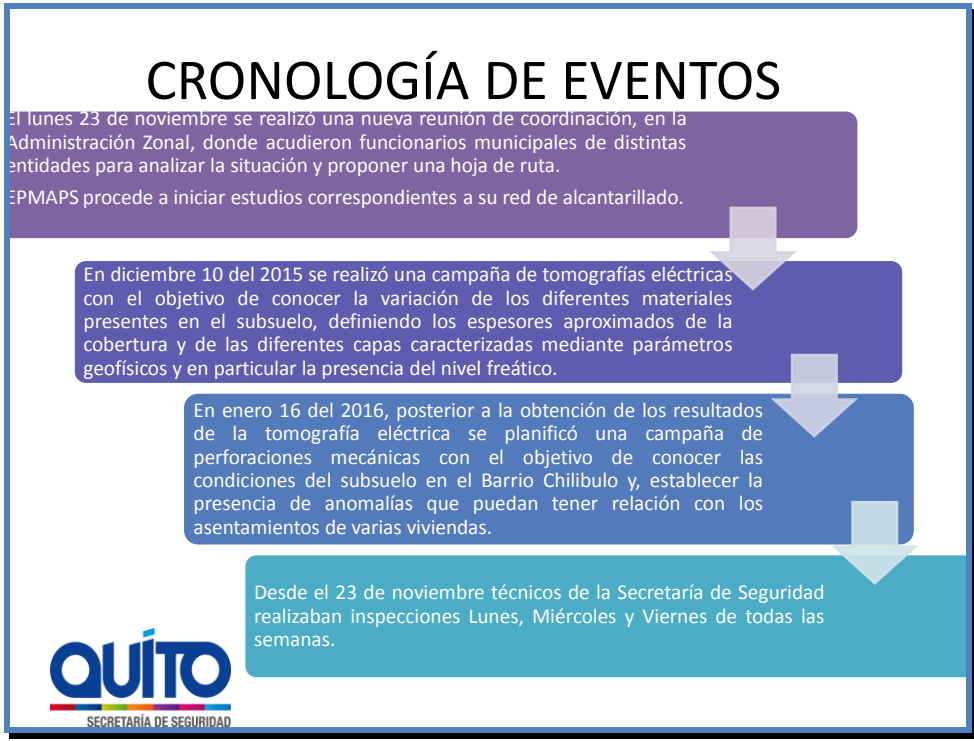 CRONOLOGÍA DE EVENTOS
El lunes 23 de noviembre se realizó una nueva reunión de coordinación, en la
Administración Zonal, donde acudieron funcionarios municipales de distintas
entidades para analizar la situación y proponer una hoja de ruta.
EPMAPS procede a iniciar estudios correspondientes a su red de alcantarillado.
En diciembre 10 del 2015 se realizó una campaña de tomografías eléctricas
con el objetivo de conocer la variación de los diferentes materiales
presentes en el subsuelo, definiendo los espesores aproximados de la
cobertura y de las diferentes capas caracterizadas mediante parámetros
geofísicos y en particular la presencia del nivel freático.
En enero 16 del 2016, posterior a la obtención de los resultados
de la tomografía eléctrica se planificó una campaña de
perforaciones mecánicas con el objetivo de conocer las
condiciones del subsuelo en el Barrio Chilibulo y, establecer la
presencia de anomalías que puedan tener relación con los
asentamientos de varias viviendas.
Desde el 23 de noviembre técnicos de la Secretaría de Seguridad
realizaban inspecciones Lunes, Miércoles y Viernes de todas las
semanas.
QUITO
SECRETARÍA DE SEGURIDAD